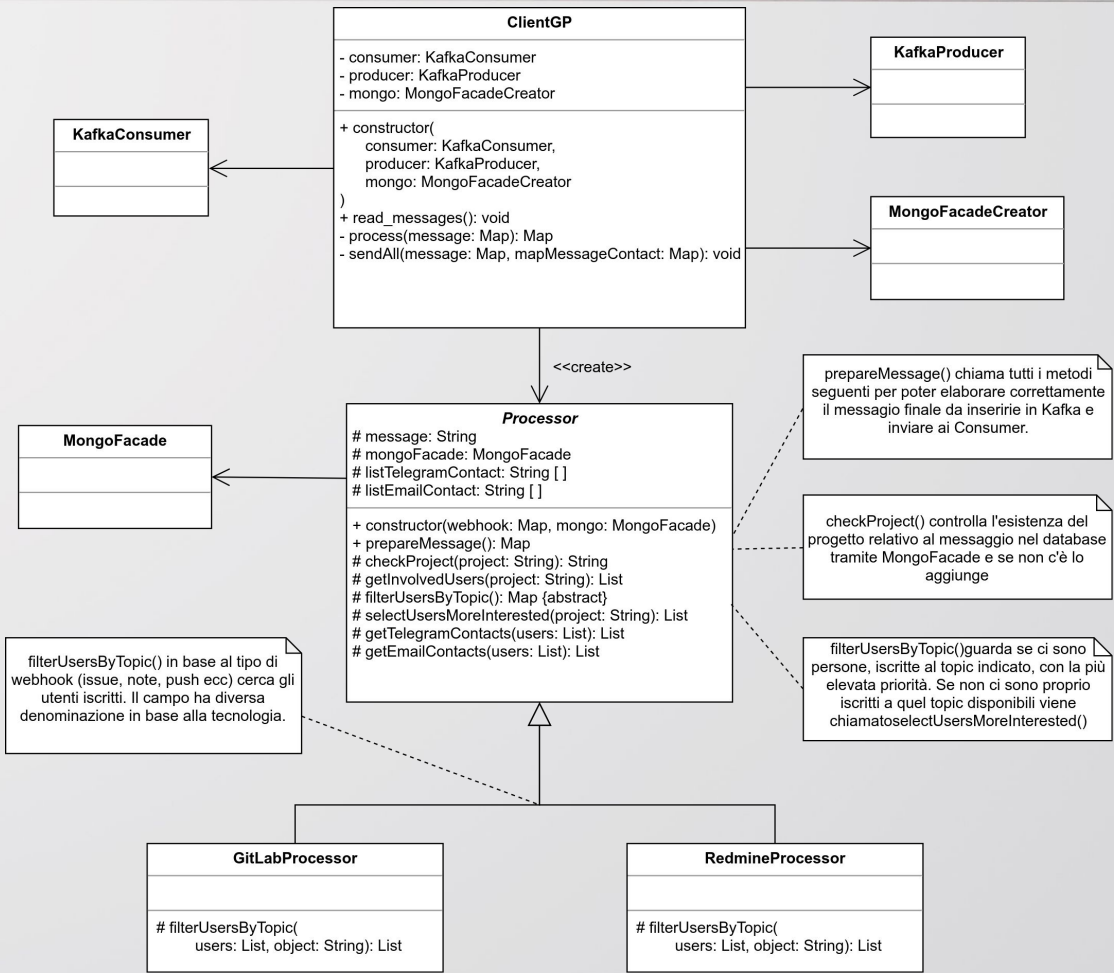 ClientGP
- consumer: KafkaConsumer
- producer: KafkaProducer
- mongo: MongoFacadeCreator
+ constructor(
consumer: KafkaConsumer,
producer: KafkaProducer,
mongo: MongoFacadeCreator
)
+ read_messages(): void
- process(message: Map): Map
- sendAll(message: Map, mapMessageContact: Map): void
KafkaProducer
KafkaConsumer
MongoFacadeCreator
<<create>>
Processor
# message: String
# mongoFacade: MongoFacade
# listTelegramContact: String [ ]
# listEmailContact: String [ ]
+ constructor(webhook: Map, mongo: MongoFacade)
+ prepareMessage(): Map
# checkProject(project: String): String
# getInvolvedUsers(project: String): List
# filterUsersByTopic(): Map {abstract}
# selectUsersMoreInterested(project: String): List
# getTelegramContacts(users: List): List
# getEmailContacts(users: List): List
MongoFacade
prepareMessage() chiama tutti i metodi
seguenti per poter elaborare correttamente
il messagio finale da inseririe in Kafka e
inviare ai Consumer.
checkProject() controlla l'esistenza del
progetto relativo al messaggio nel database
tramite MongoFacade e se non c'è lo
aggiunge
filterUsersByTopic()guarda se ci sono
persone, iscritte al topic indicato, con la più
elevata priorità. Se non ci sono proprio
iscritti a quel topic disponibili viene
chiamatoselectUsersMoreInterested()
filterUsersByTopic() in base al tipo di
webhook (issue, note, push ecc) cerca gli
utenti iscritti. Il campo ha diversa
denominazione in base alla tecnologia.
GitLabProcessor
# filterUsersByTopic(
users: List, object: String): List
RedmineProcessor
# filterUsersByTopic(
users: List, object: String): List